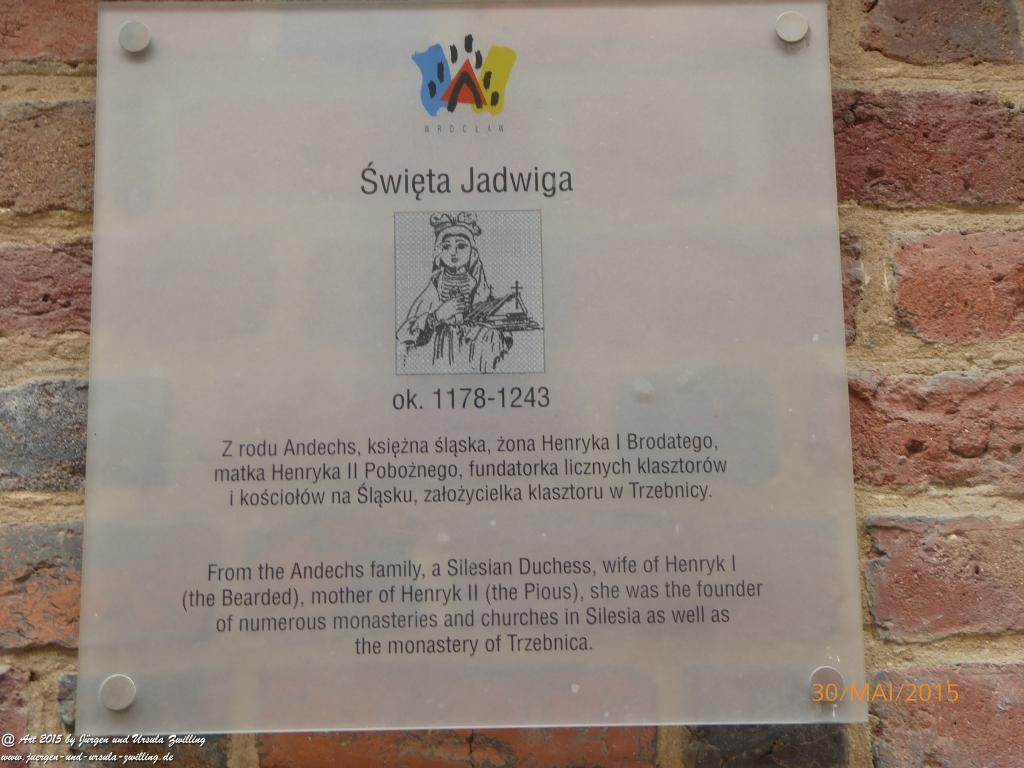 WROCŁAW
Święta Jadwiga
ok. 1178-1243
Z rodu Andechs, księżna śląska, żona Henryka I Brodatego,
matka Henryka II Pobożnego, fundatorka licznych klasztorów
i kościołów na Śląsku, założycielka klasztoru w Trzebnicy.
From the Andechs family, a Silesian Duchess, wife of Henryk I
(the Bearded), mother of Henryk II (the Pious), she was the founder
of numerous monasteries and churches in Silesia as well as
the monastery of Trzebnica.
30/MAI/2015
@ Art 2015 by Jürgen und Ursula Zwilling
www.juergen-und-ursula-zwilling.de